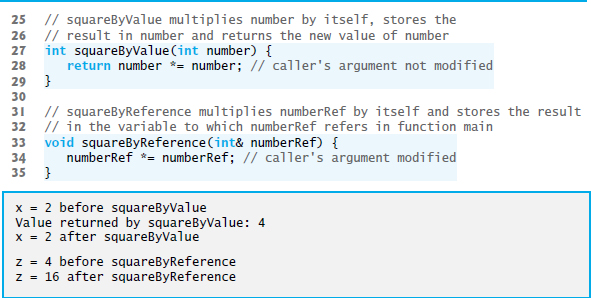 25 // squareByValue multiplies number by itself, stores the
26 // result in number and returns the new value of number
27 int squareByValue(int number) {
28 return number *= number; // caller's argument not modified
29 }
30
31 // squareByReference multiplies numberRef by itself and stores the result
32 // in the variable to which numberRef refers in function main
33 void squareByReference(int& numberRef) {
34 numberRef *= numberRef; // caller's argument modified
35 }
x = 2 before squareByValue
Value returned by squareByValue: 4
x = 2 after squareByValue
z = 4 before squareByReference
z = 16 after squareByReference